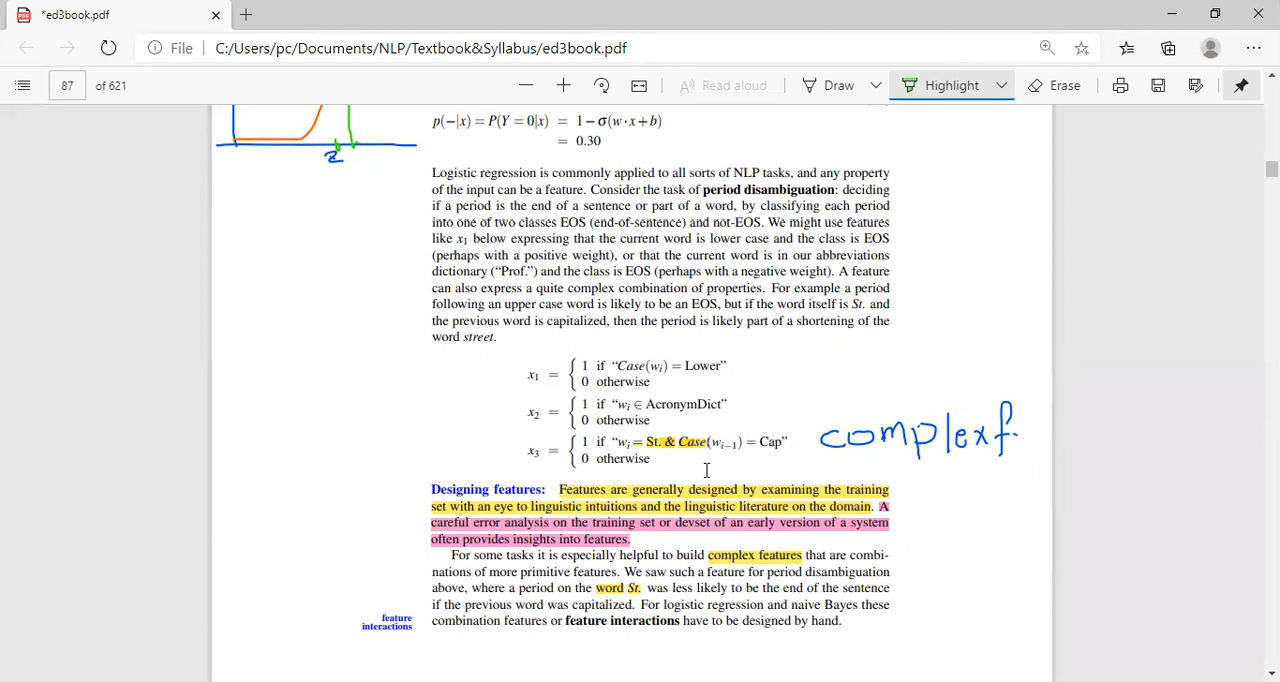 *ed3book.pdf
File C:/Users/pc/Documents/NLP/Textbook&Syllabus/ed3book.pdf
87 of 621 Read aloud Draw Highlight Erase
p(−|x) = P(Y = 0|x) = 1−σ(w·x+b)
= 0.30
z
Logistic regression is commonly applied to all sorts of NLP tasks, and any property
of the input can be a feature. Consider the task of period disambiguation: deciding
if a period is the end of a sentence or part of a word, by classifying each period
into one of two classes EOS (end-of-sentence) and not-EOS. We might use features
like x1 below expressing that the current word is lower case and the class is EOS
(perhaps with a positive weight), or that the current word is in our abbreviations
dictionary (“Prof.”) and the class is EOS (perhaps with a negative weight). A feature
can also express a quite complex combination of properties. For example a period
following an upper case word is likely to be an EOS, but if the word itself is St. and
the previous word is capitalized, then the period is likely part of a shortening of the
word street.
x1 = { 1 if “Case(wi) = Lower”
0 otherwise
x2 = { 1 if “wi ∈ AcronymDict”
0 otherwise
x3 = { 1 if “wi = St. & Case(wi−1) = Cap”
0 otherwise
complex f.
Designing features: Features are generally designed by examining the training
set with an eye to linguistic intuitions and the linguistic literature on the domain. A
careful error analysis on the training set or devset of an early version of a system
often provides insights into features.
For some tasks it is especially helpful to build complex features that are combi-
nations of more primitive features. We saw such a feature for period disambiguation
above, where a period on the word St. was less likely to be the end of the sentence
if the previous word was capitalized. For logistic regression and naive Bayes these
combination features or feature interactions have to be designed by hand.
feature
interactions